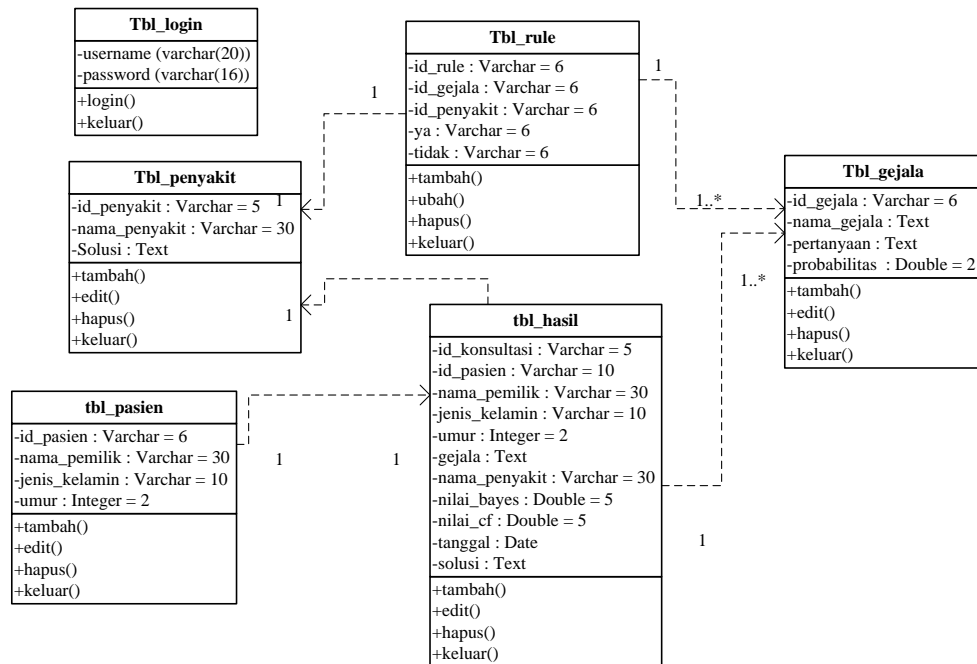 Tbl_login
-username (varchar(20))
-password (varchar(16))
+login()
+keluar()
Tbl_rule
-id_rule : Varchar = 6
-id_gejala : Varchar = 6
-id_penyakit : Varchar = 6
-ya : Varchar = 6
-tidak : Varchar = 6
+tambah()
+ubah()
+hapus()
+keluar()
1
1
Tbl_penyakit
-id_penyakit : Varchar = 5
-nama_penyakit : Varchar = 30
-Solusi : Text
+tambah()
+edit()
+hapus()
+keluar()
1
1
Tbl_gejala
-id_gejala : Varchar = 6
-nama_gejala : Text
-pertanyaan : Text
-probabilitas : Double = 2
+tambah()
+edit()
+hapus()
+keluar()
1..*
1..*
tbl_hasil
-id_konsultasi : Varchar = 5
-id_pasien : Varchar = 10
-nama_pemilik : Varchar = 30
-jenis_kelamin : Varchar = 10
-umur : Integer = 2
-gejala : Text
-nama_penyakit : Varchar = 30
-nilai_bayes : Double = 5
-nilai_cf : Double = 5
-tanggal : Date
-solusi : Text
+tambah()
+edit()
+hapus()
+keluar()
tbl_pasien
-id_pasien : Varchar = 6
-nama_pemilik : Varchar = 30
-jenis_kelamin : Varchar = 10
-umur : Integer = 2
+tambah()
+edit()
+hapus()
+keluar()
1
1
1